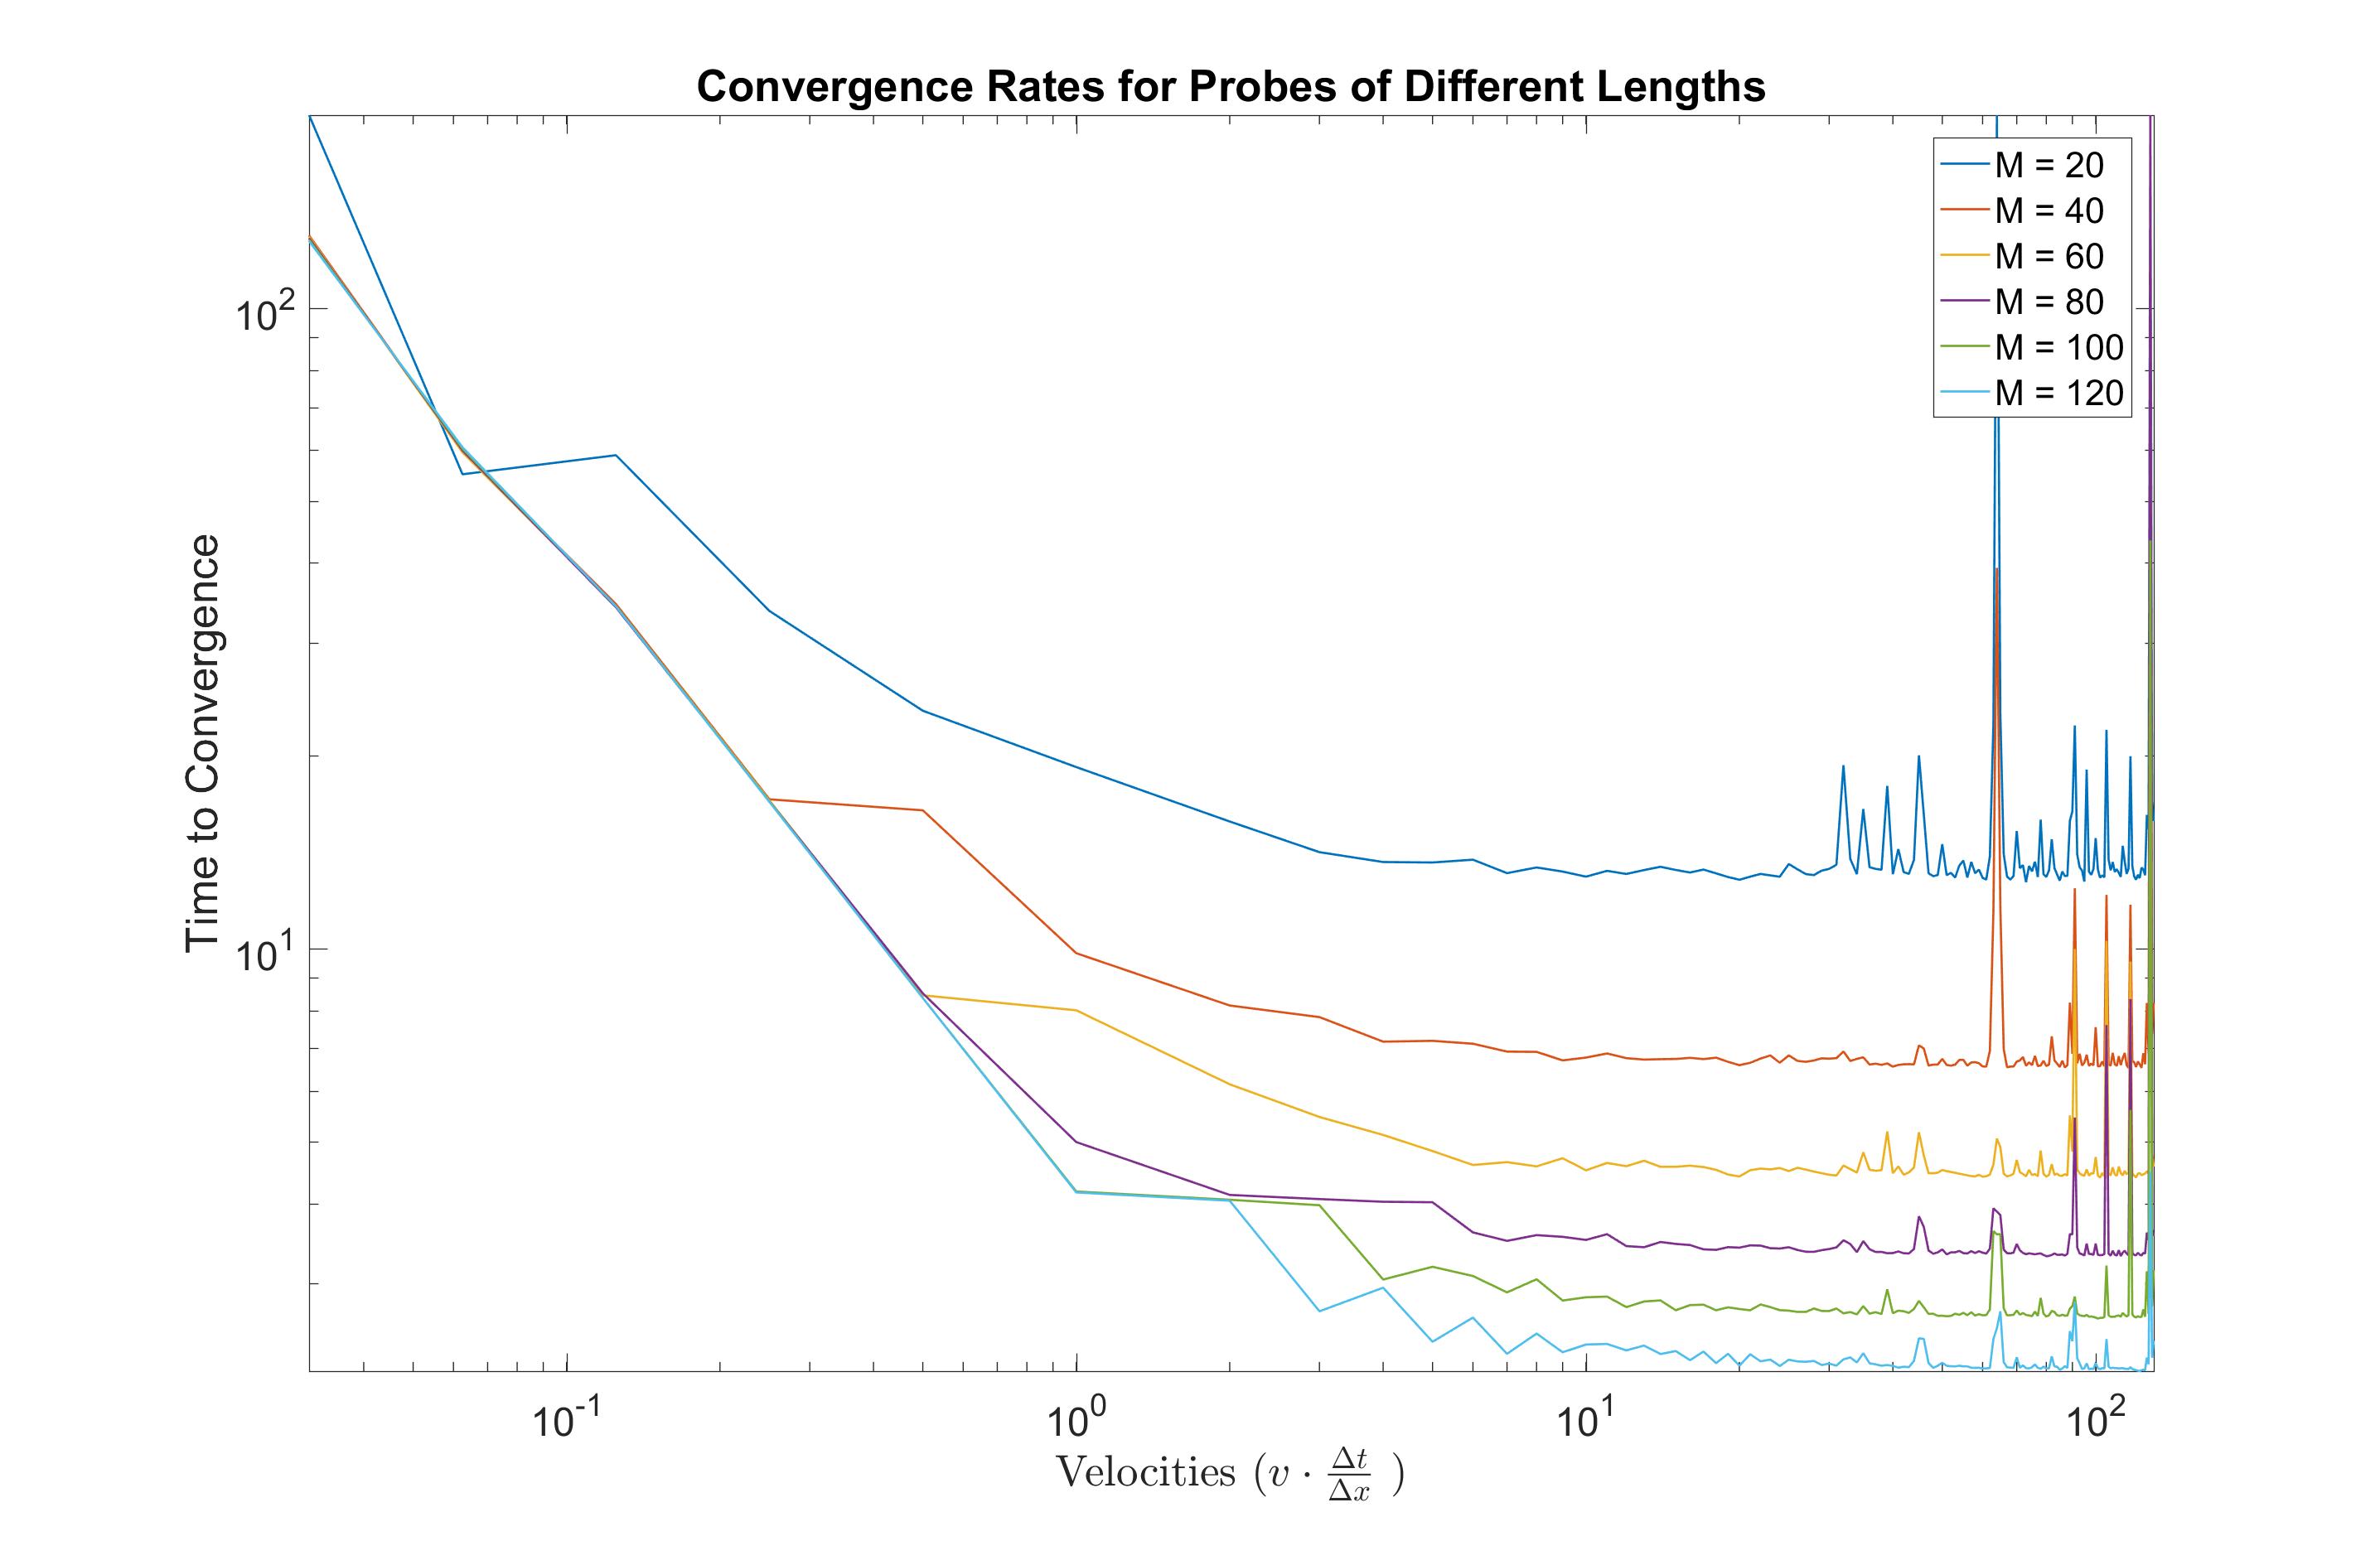 Convergence Rates for Probes of Different Lengths
M = 20
M = 40
M = 60
M = 80
M = 100
M = 120
10^2
10^1
Time to Convergence
10^-1 10^0 10^1 10^2
Velocities (v · Δt/Δx )